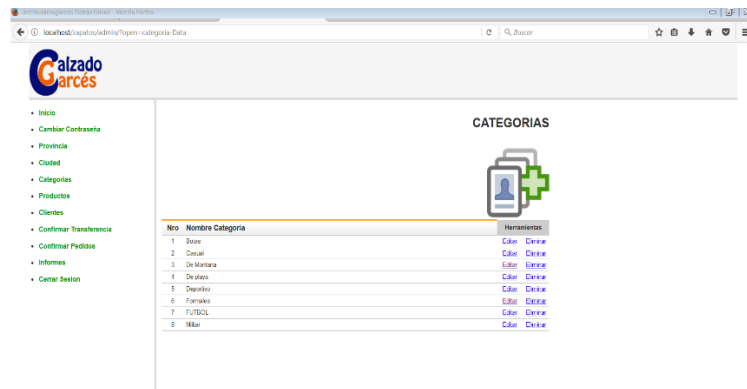 localhost/zapatos/admin/?open=categoria-Data
Buscar
Calzado
Garcés
Inicio
Cambiar Contraseña
Provincia
Ciudad
Categorias
Productos
Clientes
Confirmar Transferencia
Confirmar Pedidos
Informes
Cerrar Sesion
CATEGORIAS
Nro Nombre Categoria Herramientas
1 Botas Editar Eliminar
2 Casual Editar Eliminar
3 De Montana Editar Eliminar
4 De playa Editar Eliminar
5 Deportivo Editar Eliminar
6 Formales Editar Eliminar
7 FUTBOL Editar Eliminar
8 Militar Editar Eliminar